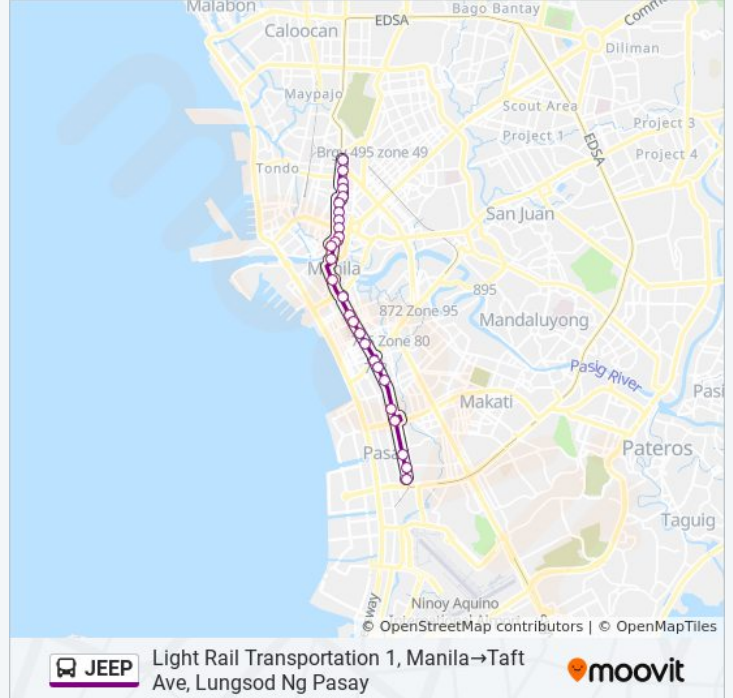 Malabon
Bago Bantay
Caloocan
EDSA
Diliman
Maypajo
Scout Area
Project 3
Project 1
EDSA
Brgy 495 zone 49
Project 4
Tondo
San Juan
Manila
895
872 Zone 95
Mandaluyong
Zone 80
Pasig River
Makati
Pasi
Pasay
Pateros
Taguig
Ninoy Aquino
way
© OpenStreetMap contributors | © OpenMapTiles
JEEP
Light Rail Transportation 1, Manila→Taft
Ave, Lungsod Ng Pasay
moovit